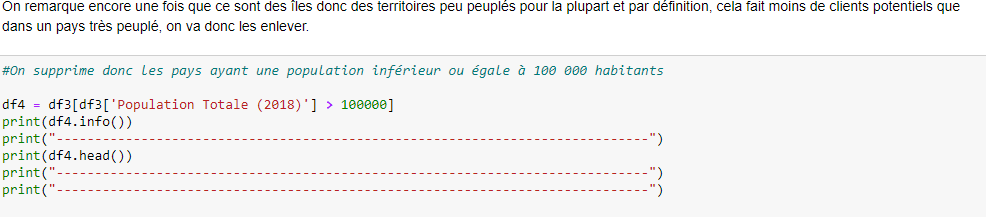 On remarque encore une fois que ce sont des îles donc des territoires peu peuplés pour la plupart et par définition, cela fait moins de clients potentiels que
dans un pays très peuplé, on va donc les enlever.
#On supprime donc les pays ayant une population inférieur ou égale à 100 000 habitants
df4 = df3[df3['Population Totale (2018)'] > 100000]
print(df4.info())
print("---------------------------------------------------------------------------")
print(df4.head())
print("---------------------------------------------------------------------------")
print("---------------------------------------------------------------------------")